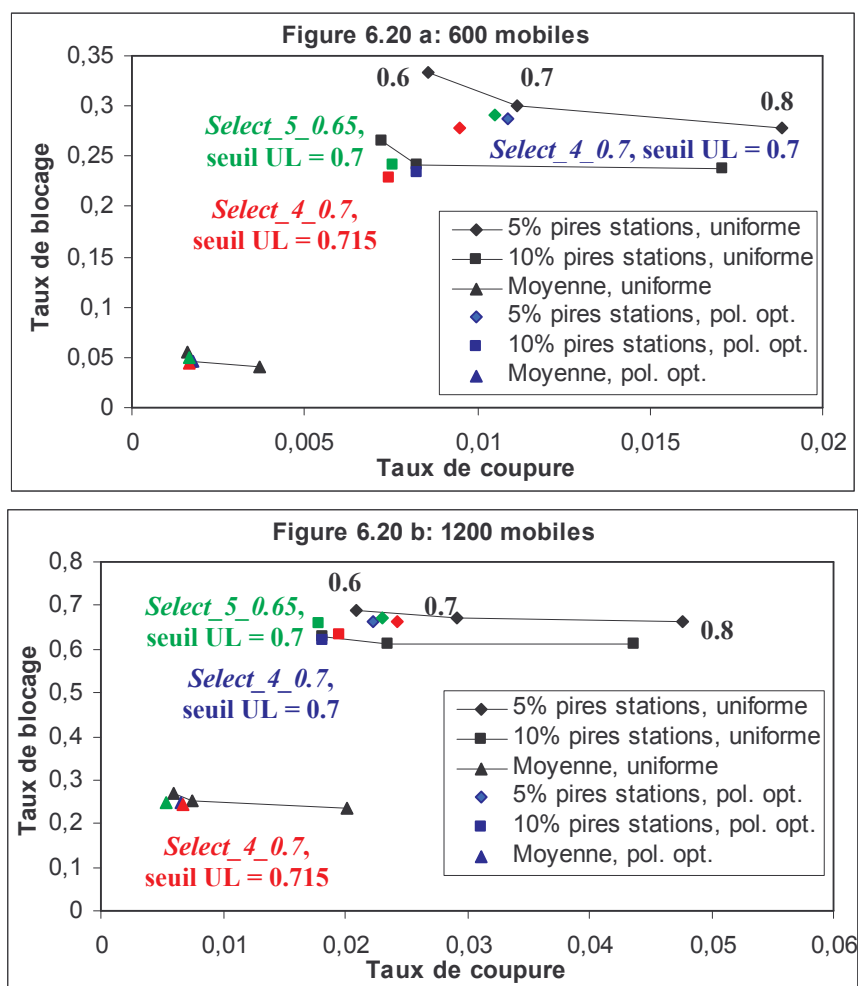 Figure 6.20 a: 600 mobiles
0,35
0,3
0,25
0,2
0,15
0,1
0,05
0
Taux de blocage
0.6
0.7
0.8
Select_5_0.65,
seuil UL = 0.7
Select_4_0.7, seuil UL = 0.7
Select_4_0.7,
seuil UL = 0.715
5% pires stations, uniforme
10% pires stations, uniforme
Moyenne, uniforme
5% pires stations, pol. opt.
10% pires stations, pol. opt.
Moyenne, pol. opt.
0
0,005
0,01
0,015
0,02
Taux de coupure
Figure 6.20 b: 1200 mobiles
0,8
0,7
0,6
0,5
0,4
0,3
0,2
0,1
0
Taux de blocage
0.6
0.7
0.8
Select_5_0.65,
seuil UL = 0.7
Select_4_0.7,
seuil UL = 0.7
Select_4_0.7,
seuil UL = 0.715
5% pires stations, uniforme
10% pires stations, uniforme
Moyenne, uniforme
5% pires stations, pol. opt.
10% pires stations, pol. opt.
Moyenne, pol. opt.
0
0,01
0,02
0,03
0,04
0,05
0,06
Taux de coupure